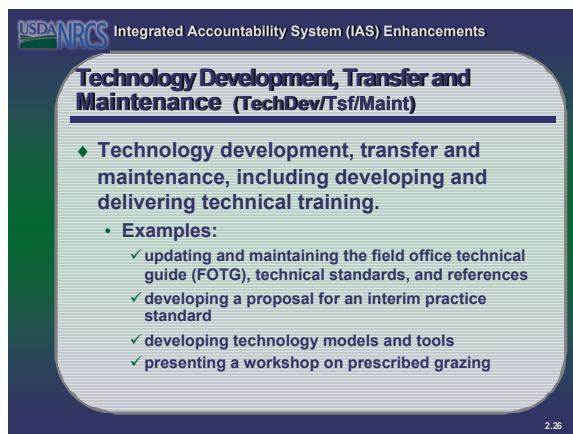 USDA NRCS Integrated Accountability System (IAS) Enhancements
Technology Development, Transfer and
Maintenance (TechDev/Tsf/Maint)
♦ Technology development, transfer and
maintenance, including developing and
delivering technical training.
• Examples:
✓ updating and maintaining the field office technical
guide (FOTG), technical standards, and references
✓ developing a proposal for an interim practice
standard
✓ developing technology models and tools
✓ presenting a workshop on prescribed grazing
2.26